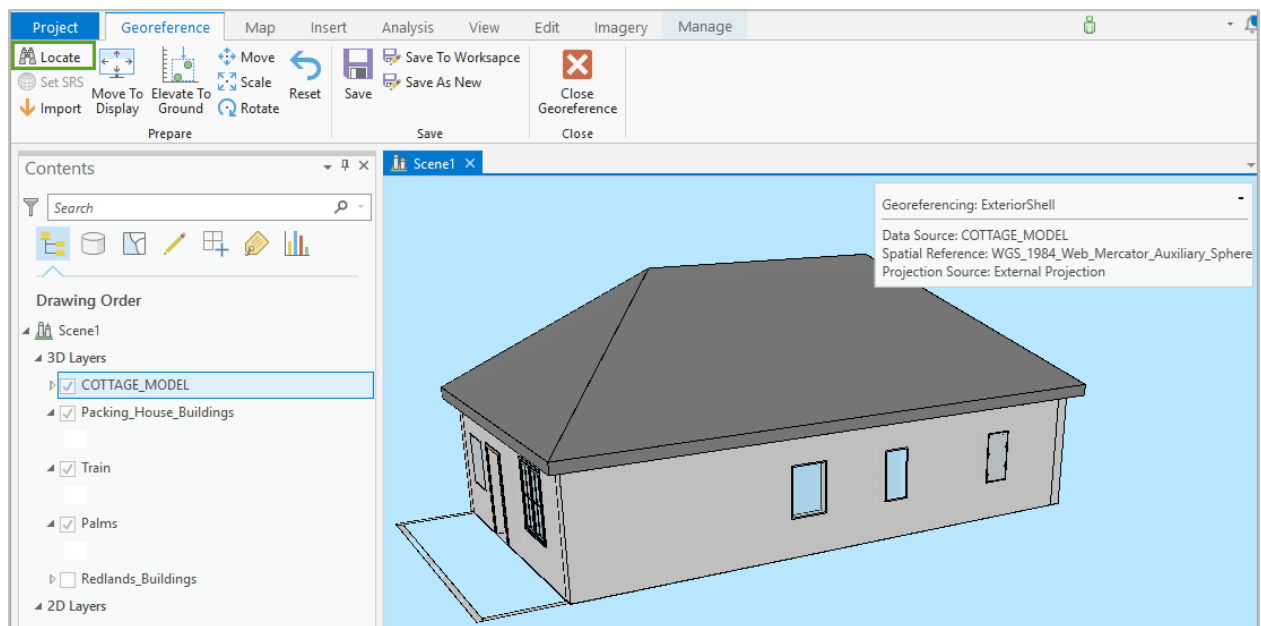 Project Georeference Map Insert Analysis View Edit Imagery Manage
Locate
Set SRS
Import
Move To
Display
Elevate To
Ground
Move
Scale
Rotate
Reset
Save
Save To Worksapce
Save As New
Close
Georeference
Prepare Save Close
Contents
Search
Drawing Order
Scene1
3D Layers
COTTAGE_MODEL
Packing_House_Buildings
Train
Palms
Redlands_Buildings
2D Layers
Scene1
Georeferencing: ExteriorShell
Data Source: COTTAGE_MODEL
Spatial Reference: WGS_1984_Web_Mercator_Auxiliary_Sphere
Projection Source: External Projection